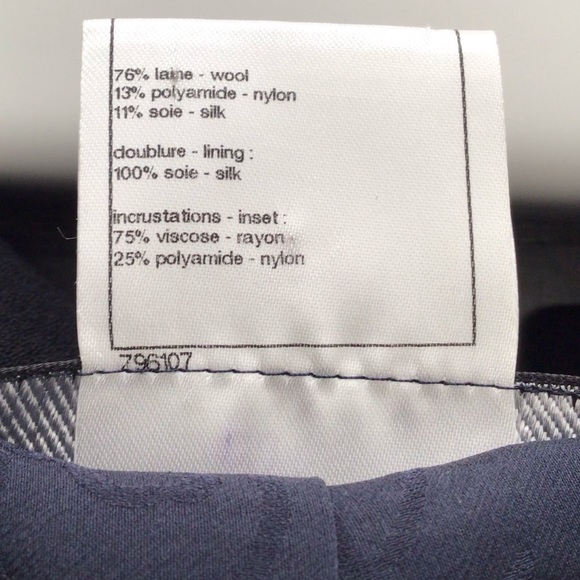 76% laine - wool
13% polyamide - nylon
11% soie - silk
doublure - lining :
100% soie - silk
incrustations - inset :
75% viscose - rayon
25% polyamide - nylon
796107